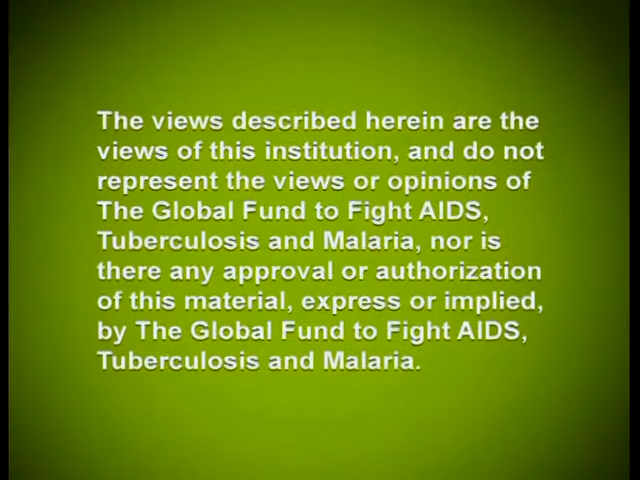 The views described herein are the
views of this institution, and do not
represent the views or opinions of
The Global Fund to Fight AIDS,
Tuberculosis and Malaria, nor is
there any approval or authorization
of this material, express or implied,
by The Global Fund to Fight AIDS,
Tuberculosis and Malaria.